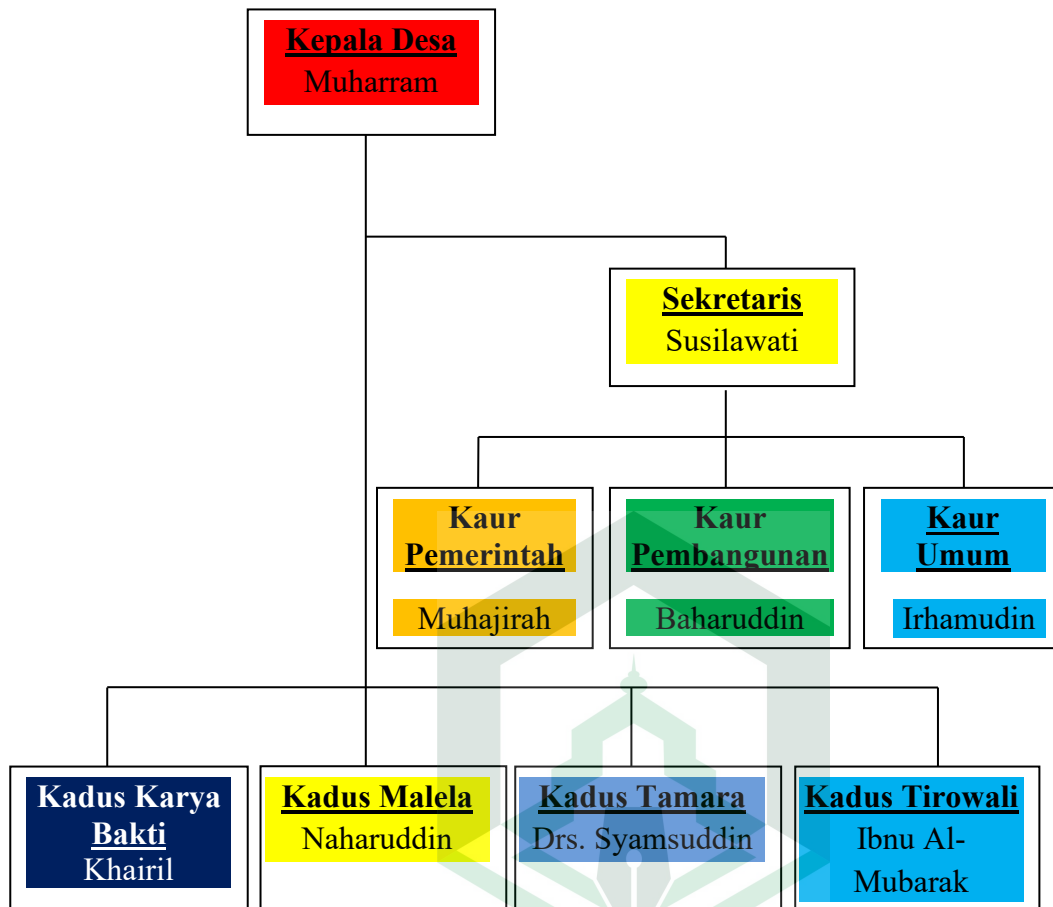 Kepala Desa
Muharram
Sekretaris
Susilawati
Kaur
Pemerintah
Muhajirah
Kaur
Pembangunan
Baharuddin
Kaur
Umum
Irhamudin
Kadus Karya
Bakti
Khairil
Kadus Malela
Naharuddin
Kadus Tamara
Drs. Syamsuddin
Kadus Tirowali
Ibnu Al-
Mubarak